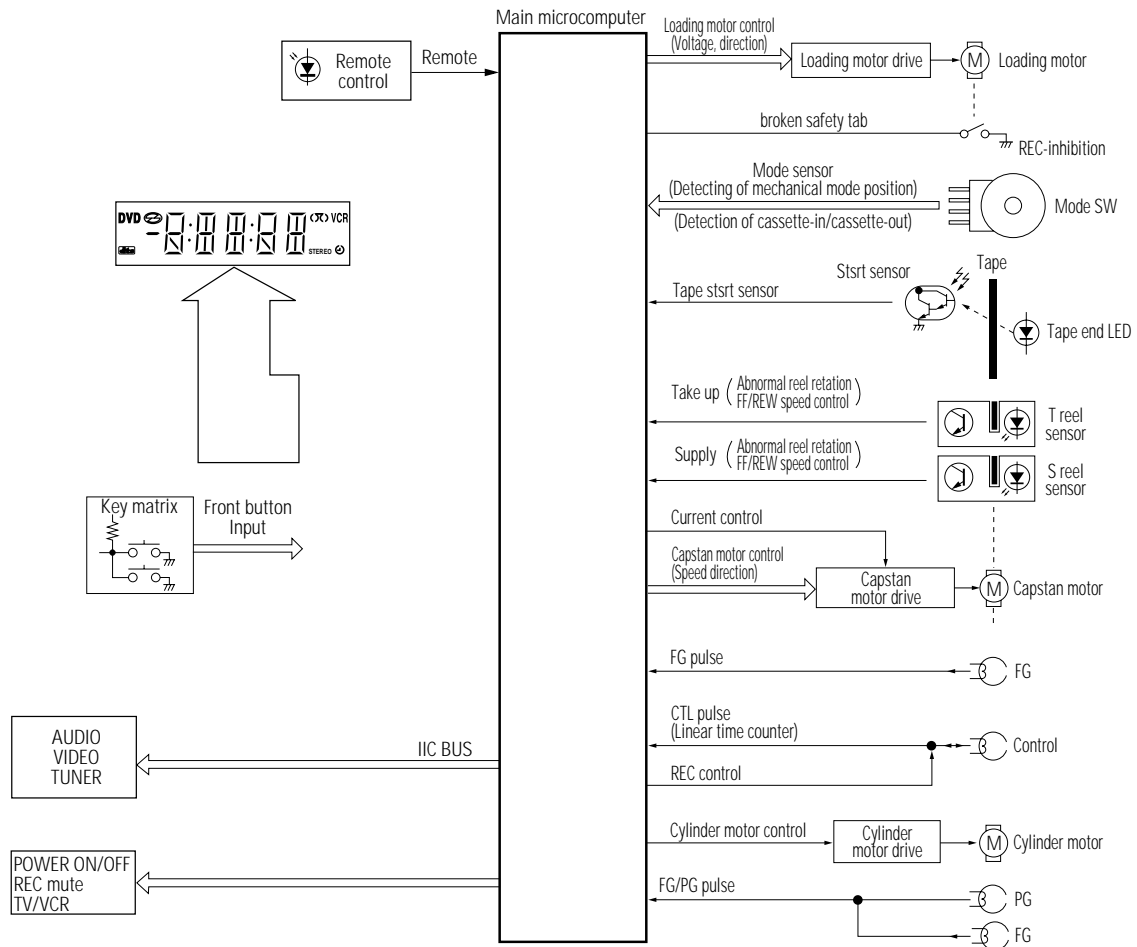 Main microcomputer
Remote
control
Remote
Loading motor control
(Voltage, direction)
Loading motor drive
M
Loading motor
broken safety tab
REC-inhibition
Mode sensor
(Detecting of mechanical mode position)
(Detection of cassette-in/cassette-out)
Mode SW
DVD
VCR
STEREO
Stsrt sensor
Tape
Tape stsrt sensor
Tape end LED
Take up
(Abnormal reel retation
FF/REW speed control)
T reel
sensor
Supply
(Abnormal reel retation
FF/REW speed control)
S reel
sensor
Key matrix
Front button
Input
Current control
Capstan motor control
(Speed direction)
Capstan
motor drive
M
Capstan motor
FG pulse
FG
AUDIO
VIDEO
TUNER
IIC BUS
CTL pulse
(Linear time counter)
Control
REC control
Cylinder motor control
Cylinder
motor drive
M
Cylinder motor
POWER ON/OFF
REC mute
TV/VCR
FG/PG pulse
PG
FG